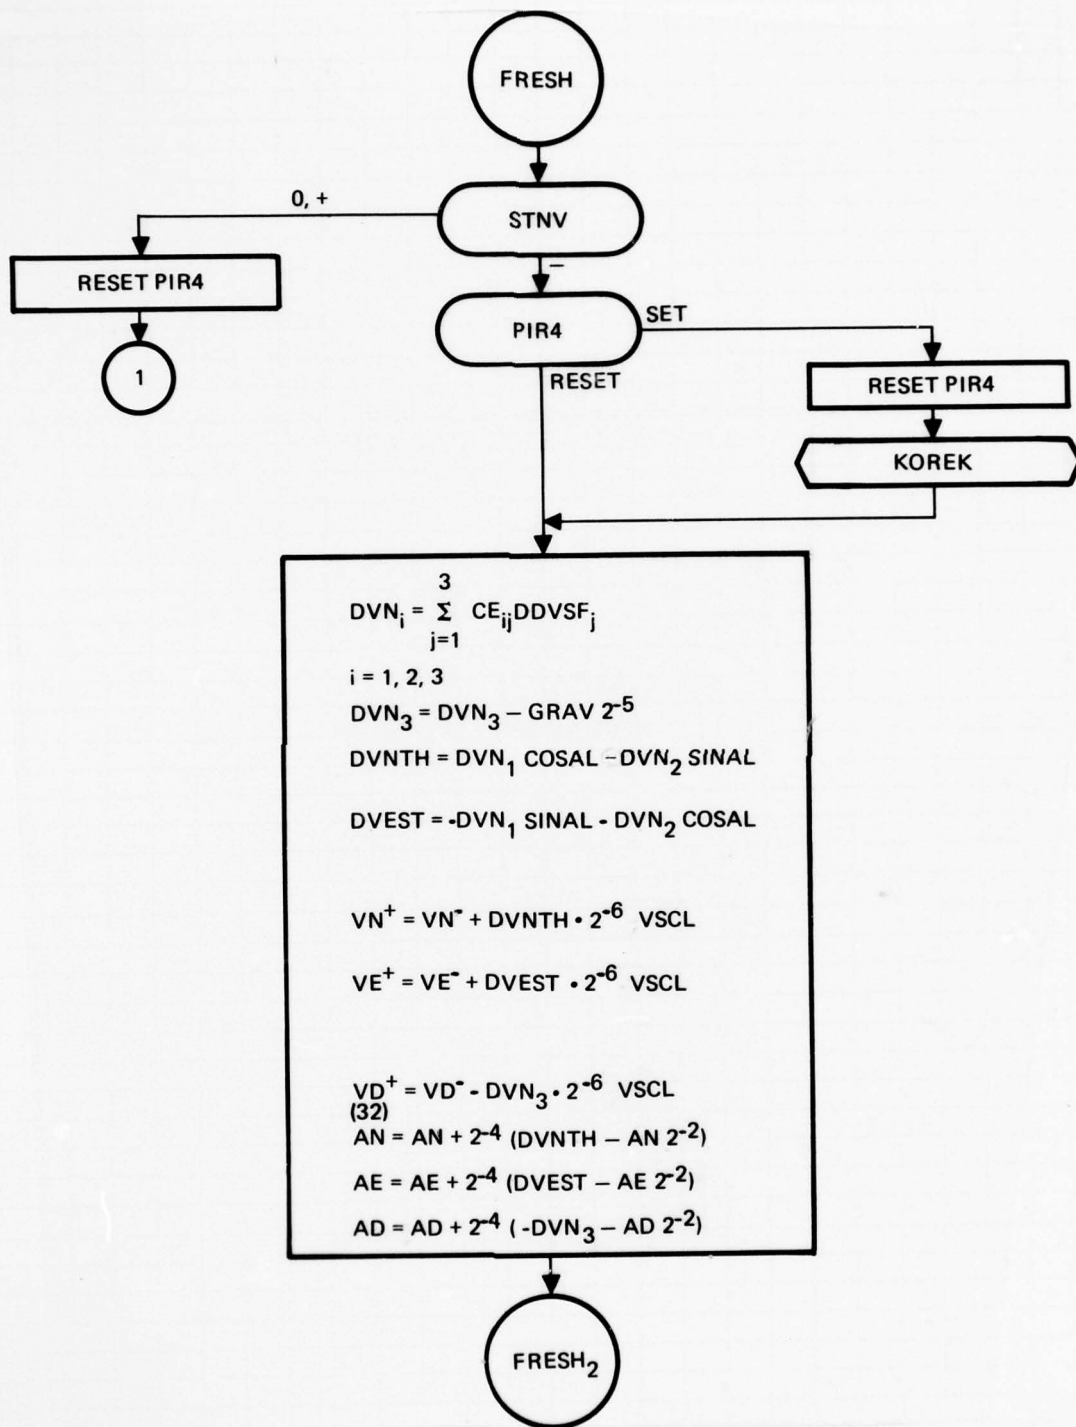 FRESH
0, +
STNV
RESET PIR4
–
SET
PIR4
1
RESET
RESET PIR4
KOREK
3
DVNᵢ = Σ CEᵢⱼDDVSFⱼ
j=1
i = 1, 2, 3
DVN₃ = DVN₃ – GRAV 2⁻⁵
DVNTH = DVN₁ COSAL – DVN₂ SINAL
DVEST = -DVN₁ SINAL - DVN₂ COSAL
VN⁺ = VN⁻ + DVNTH • 2⁻⁶ VSCL
VE⁺ = VE⁻ + DVEST • 2⁻⁶ VSCL
VD⁺ = VD⁻ - DVN₃ • 2⁻⁶ VSCL
(32)
AN = AN + 2⁻⁴ (DVNTH – AN 2⁻²)
AE = AE + 2⁻⁴ (DVEST – AE 2⁻²)
AD = AD + 2⁻⁴ ( -DVN₃ – AD 2⁻²)
FRESH₂